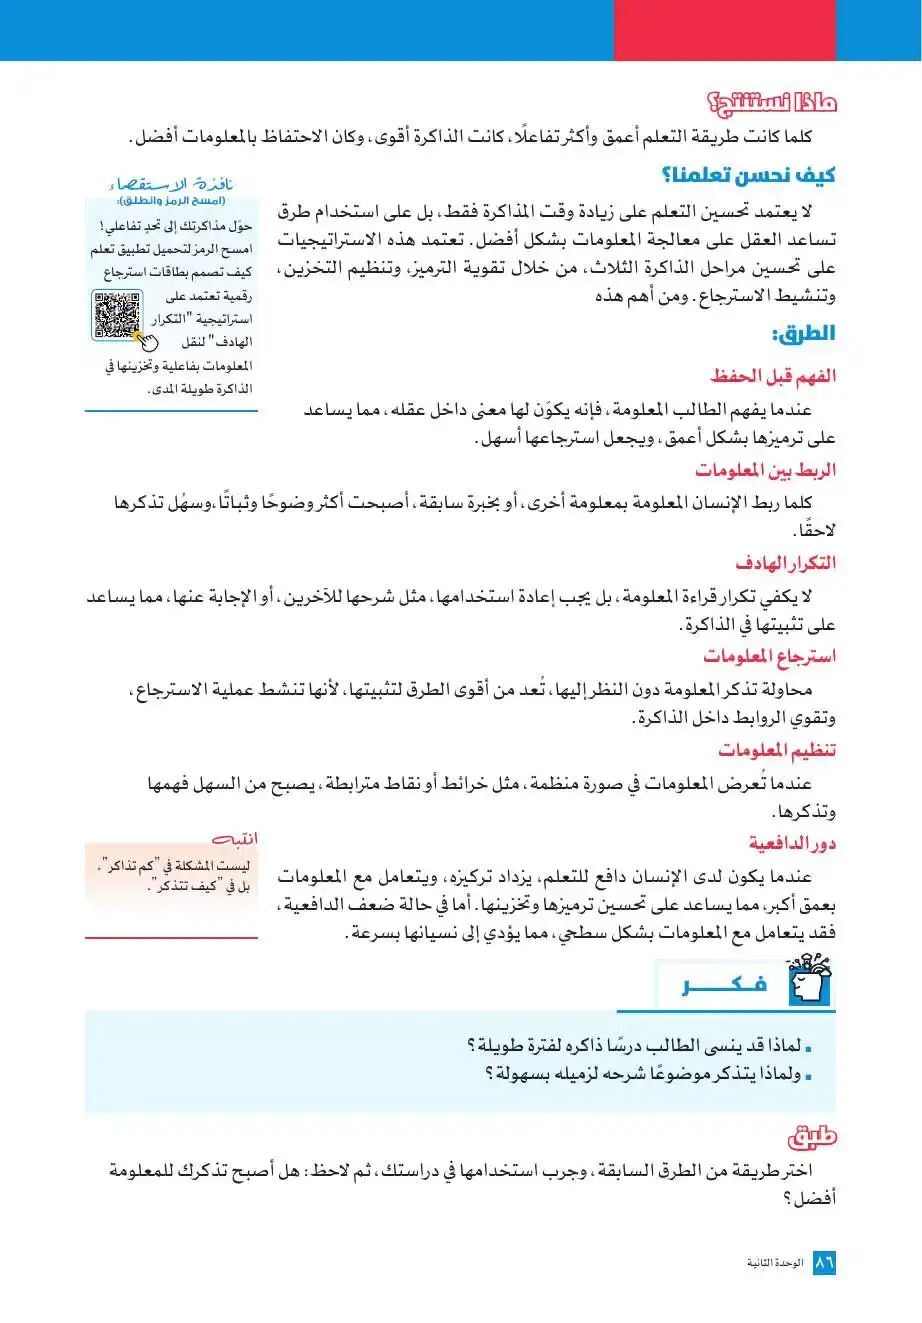 ماذا نستنتج؟
كلما كانت طريقة التعلم أعمق وأكثر تفاعلًا، كانت الذاكرة أقوى، وكان الاحتفاظ بالمعلومات أفضل.
كيف نحسن تعلمنا؟
لا يعتمد تحسين التعلم على زيادة وقت المذاكرة فقط، بل على استخدام طرق
تساعد العقل على معالجة المعلومات بشكل أفضل. تعتمد هذه الاستراتيجيات
على تحسين مراحل الذاكرة الثلاث، من خلال تقوية الترميز، وتنظيم التخزين،
وتنشيط الاسترجاع. ومن أهم هذه
الطرق:
نافذة الاستقصاء
(امسح الرمز وانطلق):
حوّل مذاكرتك إلى تحدٍ تفاعلي!
امسح الرمز لتحميل تطبيق تعلم
كيف تصمم بطاقات استرجاع
رقمية تعتمد على
استراتيجية "التكرار
الهادف" لنقل
المعلومات بفاعلية وتخزينها في
الذاكرة طويلة المدى.
الفهم قبل الحفظ
عندما يفهم الطالب المعلومة، فإنه يكوّن لها معنى داخل عقله، مما يساعد
على ترميزها بشكل أعمق، ويجعل استرجاعها أسهل.
الربط بين المعلومات
كلما ربط الإنسان المعلومة بمعلومة أخرى، أو بخبرة سابقة، أصبحت أكثر وضوحًا وثباتًا،وسهُل تذكرها
لاحقًا.
التكرار الهادف
لا يكفي تكرار قراءة المعلومة، بل يجب إعادة استخدامها، مثل شرحها للآخرين، أو الإجابة عنها، مما يساعد
على تثبيتها في الذاكرة.
استرجاع المعلومات
محاولة تذكر المعلومة دون النظر إليها، تُعد من أقوى الطرق لتثبيتها، لأنها تنشط عملية الاسترجاع،
وتقوي الروابط داخل الذاكرة.
تنظيم المعلومات
عندما تُعرض المعلومات في صورة منظمة، مثل خرائط أو نقاط مترابطة، يصبح من السهل فهمها
وتذكرها.
دور الدافعية
عندما يكون لدى الإنسان دافع للتعلم، يزداد تركيزه، ويتعامل مع المعلومات
بعمق أكبر، مما يساعد على تحسين ترميزها وتخزينها. أما في حالة ضعف الدافعية،
فقد يتعامل مع المعلومات بشكل سطحي، مما يؤدي إلى نسيانها بسرعة.
انتبه
ليست المشكلة في "كم تذاكر"،
بل في "كيف تتذكر".
فكر
لماذا قد ينسى الطالب درسًا ذاكره لفترة طويلة؟
ولماذا يتذكر موضوعًا شرحه لزميله بسهولة؟
طبق
اختر طريقة من الطرق السابقة، وجرب استخدامها في دراستك، ثم لاحظ: هل أصبح تذكرك للمعلومة
أفضل؟
٨٦ الوحدة الثانية